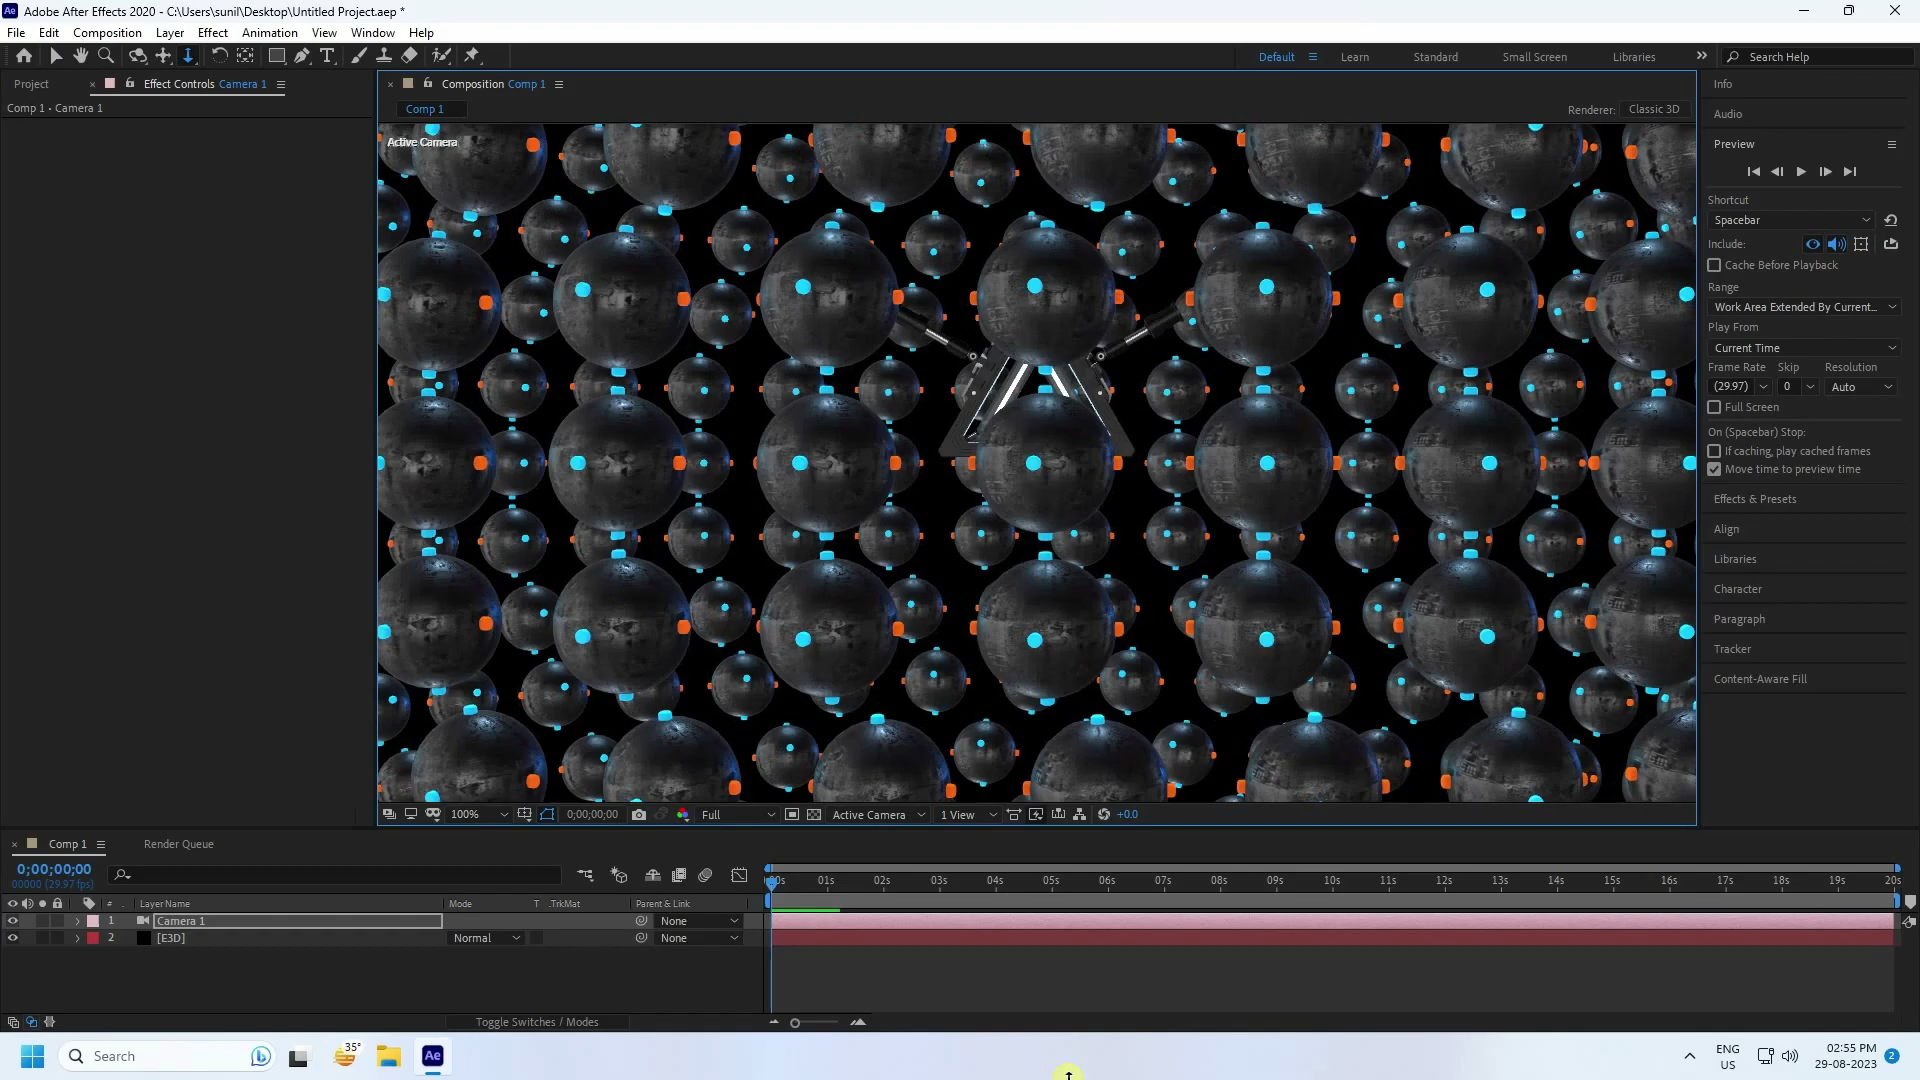 Adobe After Effects 2020 - C:\Users\sunil\Desktop\Untitled Project.aep *
File Edit Composition Layer Effect Animation View Window Help
Default Learn Standard Small Screen Libraries Search Help
Project Effect Controls Camera 1
Comp 1 • Camera 1
Composition Comp 1
Comp 1
Renderer: Classic 3D
Active Camera
Info
Audio
Preview
Shortcut
Spacebar
Include:
Cache Before Playback
Range
Work Area Extended By Current...
Play From
Current Time
Frame Rate Skip Resolution
(29.97) 0 Auto
Full Screen
On (Spacebar) Stop:
If caching, play cached frames
Move time to preview time
Effects & Presets
Align
Libraries
Character
Paragraph
Tracker
Content-Aware Fill
100% 0;00;00;00 Full Active Camera 1 View +0.0
Comp 1 Render Queue
0;00;00;00
00000 (29.97 fps)
:00s 01s 02s 03s 04s 05s 06s 07s 08s 09s 10s 11s 12s 13s 14s 15s 16s 17s 18s 19s 20s
# Layer Name Mode T .TrkMat Parent & Link
1 Camera 1 None
2 [E3D] Normal None
Toggle Switches / Modes
Search 35° Ae ENG US 02:55 PM 29-08-2023 2